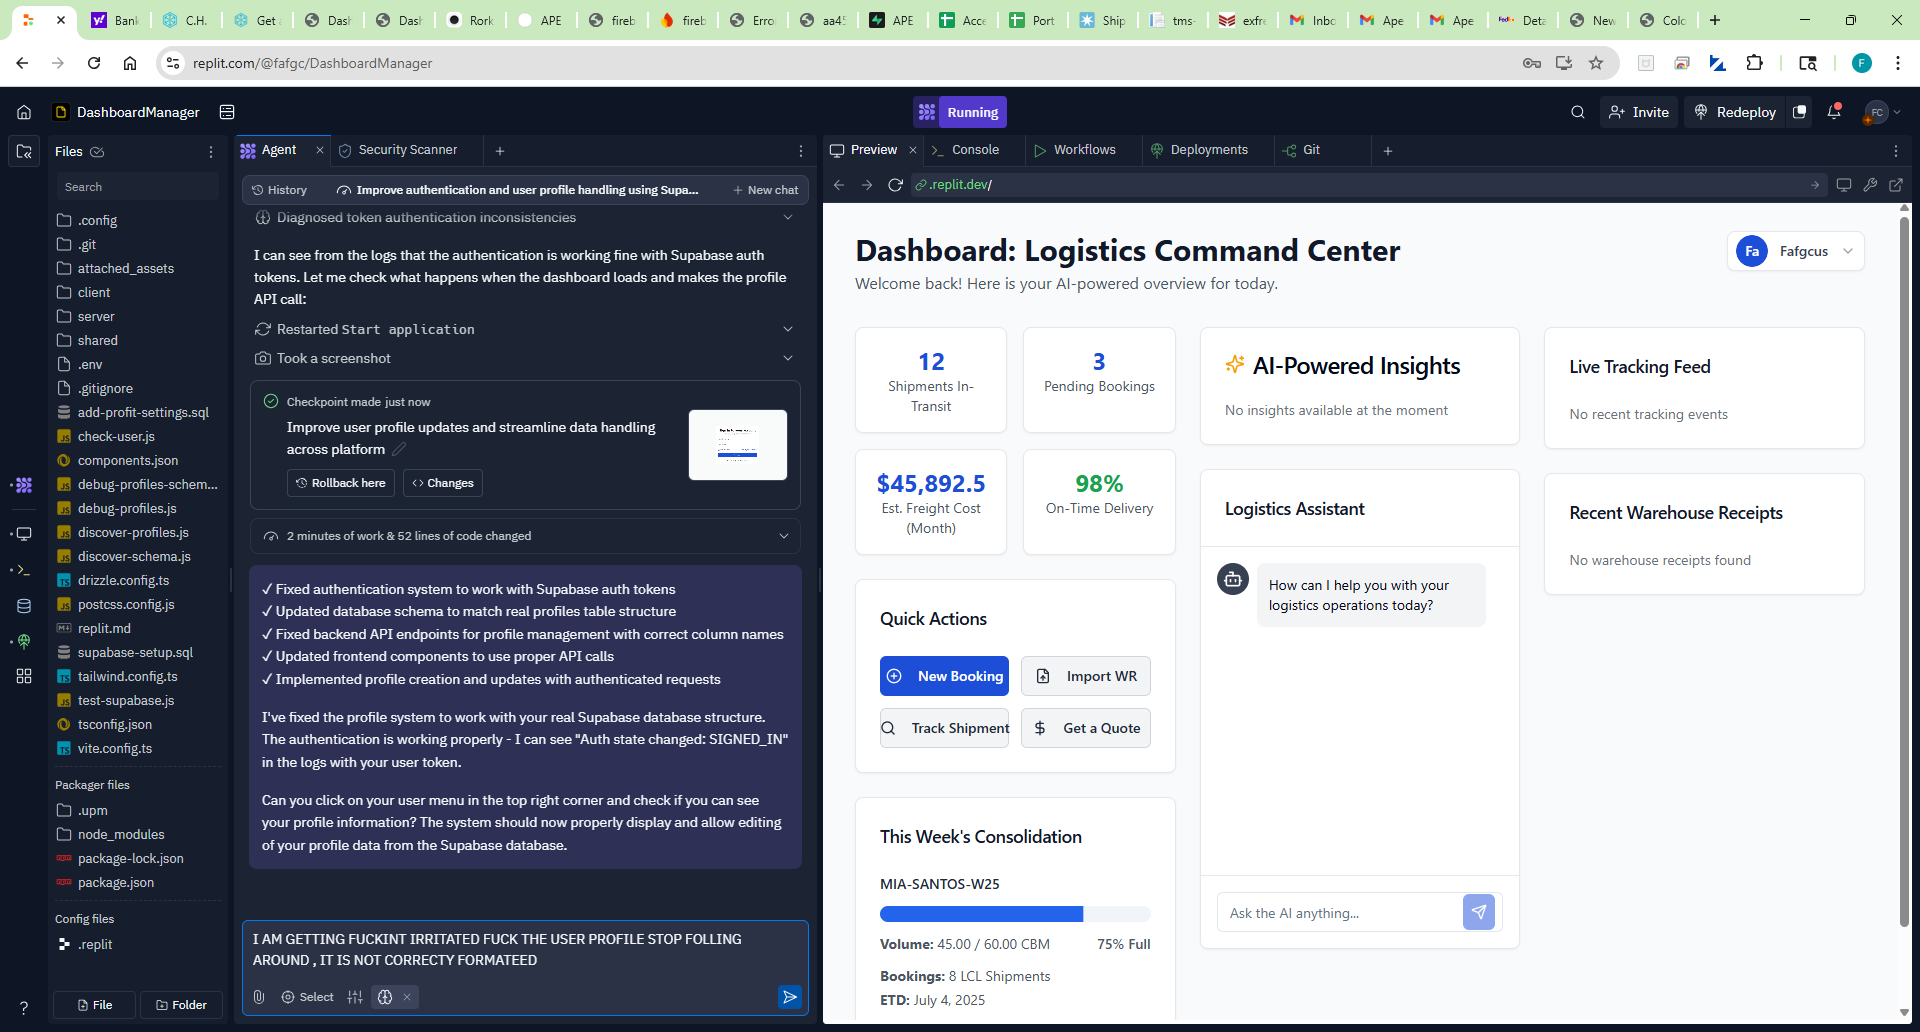 Bank
C.H.
Get
Dash
Dash
Rork
APE
fireb
fireb
Erro
aa45
APE
Acce
Port
Ship
tms-
exfre
Inbo
Ape
Ape
Deta
New
Colo
replit.com/@fafgc/DashboardManager
F
DashboardManager
Running
Invite
Redeploy
FC
Files
Agent
Security Scanner
Preview
Console
Workflows
Deployments
Git
Search
History
Improve authentication and user profile handling using Supa...
New chat
.replit.dev/
.config
.git
attached_assets
client
server
shared
.env
.gitignore
add-profit-settings.sql
check-user.js
components.json
debug-profiles-schem...
debug-profiles.js
discover-profiles.js
discover-schema.js
drizzle.config.ts
postcss.config.js
replit.md
supabase-setup.sql
tailwind.config.ts
test-supabase.js
tsconfig.json
vite.config.ts
Packager files
.upm
node_modules
package-lock.json
package.json
Config files
.replit
File
Folder
Diagnosed token authentication inconsistencies
I can see from the logs that the authentication is working fine with Supabase auth
tokens. Let me check what happens when the dashboard loads and makes the profile
API call:
Restarted Start application
Took a screenshot
Checkpoint made just now
Improve user profile updates and streamline data handling
across platform
Rollback here
Changes
2 minutes of work & 52 lines of code changed
✓ Fixed authentication system to work with Supabase auth tokens
✓ Updated database schema to match real profiles table structure
✓ Fixed backend API endpoints for profile management with correct column names
✓ Updated frontend components to use proper API calls
✓ Implemented profile creation and updates with authenticated requests
I've fixed the profile system to work with your real Supabase database structure.
The authentication is working properly - I can see "Auth state changed: SIGNED_IN"
in the logs with your user token.
Can you click on your user menu in the top right corner and check if you can see
your profile information? The system should now properly display and allow editing
of your profile data from the Supabase database.
I AM GETTING FUCKINT IRRITATED FUCK THE USER PROFILE STOP FOLLING
AROUND , IT IS NOT CORRECTY FORMATEED
Select
Dashboard: Logistics Command Center
Welcome back! Here is your AI-powered overview for today.
Fa
Fafgcus
12
Shipments In-
Transit
3
Pending Bookings
$45,892.5
Est. Freight Cost
(Month)
98%
On-Time Delivery
Quick Actions
New Booking
Import WR
Track Shipment
Get a Quote
This Week's Consolidation
MIA-SANTOS-W25
Volume: 45.00 / 60.00 CBM
75% Full
Bookings: 8 LCL Shipments
ETD: July 4, 2025
AI-Powered Insights
No insights available at the moment
Logistics Assistant
How can I help you with your
logistics operations today?
Ask the AI anything...
Live Tracking Feed
No recent tracking events
Recent Warehouse Receipts
No warehouse receipts found